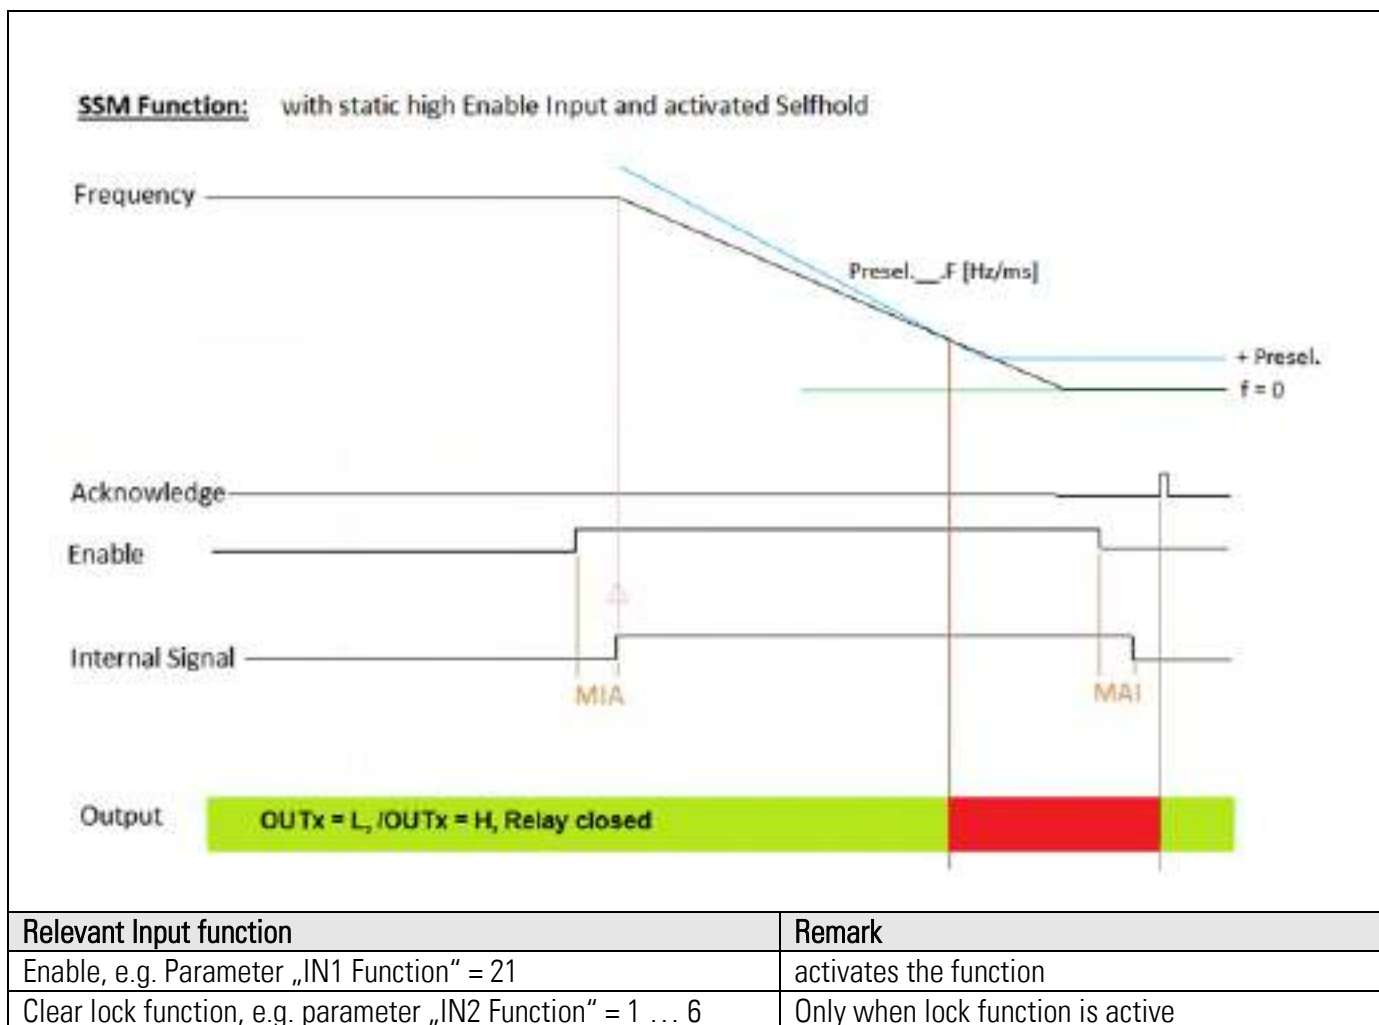 SSM Function: with static high Enable Input and activated Selfhold
Frequency
Presel.__.F [Hz/ms]
+ Presel.
f = 0
Acknowledge
Enable
Internal Signal
MIA
MAI
Output
OUTx = L, /OUTx = H, Relay closed
Relevant Input function Remark
Enable, e.g. Parameter „IN1 Function“ = 21 activates the function
Clear lock function, e.g. parameter „IN2 Function“ = 1 … 6 Only when lock function is active